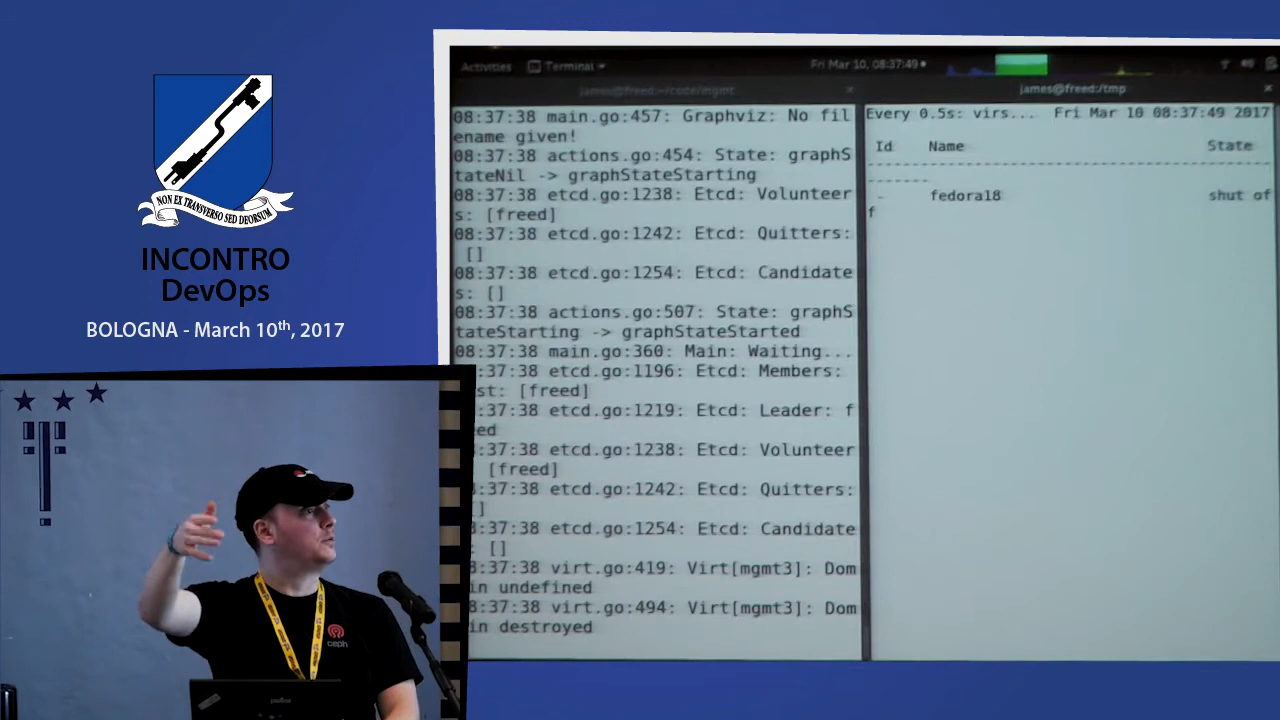 NON EX TRANSVERSO SED DEORSUM
INCONTRO
DevOps
BOLOGNA - March 10th, 2017
Activities
Terminal
Fri Mar 10, 08:37:49
james@freed:~/code/mgmt
08:37:38 main.go:457: Graphviz: No fil
ename given!
08:37:38 actions.go:454: State: graphS
tateNil -> graphStateStarting
08:37:38 etcd.go:1238: Etcd: Volunteer
s: [freed]
08:37:38 etcd.go:1242: Etcd: Quitters:
[]
08:37:38 etcd.go:1254: Etcd: Candidate
s: []
08:37:38 actions.go:507: State: graphS
tateStarting -> graphStateStarted
08:37:38 main.go:360: Main: Waiting...
08:37:38 etcd.go:1196: Etcd: Members:
st: [freed]
:37:38 etcd.go:1219: Etcd: Leader: f
ed
:37:38 etcd.go:1238: Etcd: Volunteer
[freed]
:37:38 etcd.go:1242: Etcd: Quitters:
]
:37:38 etcd.go:1254: Etcd: Candidate
: []
:37:38 virt.go:419: Virt[mgmt3]: Dom
in undefined
:37:38 virt.go:494: Virt[mgmt3]: Dom
in destroyed
james@freed:/tmp
Every 0.5s: virs... Fri Mar 10 08:37:49 2017
Id Name State
----------------------------------------------------
-------
- fedora18 shut of
f
ceph